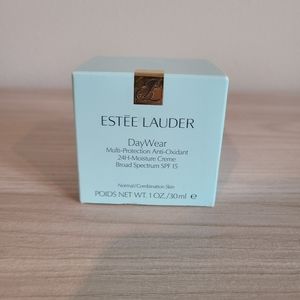 ESTĒE LAUDER
DayWear
Multi-Protection Anti-Oxidant
24H-Moisture Creme
Broad Spectrum SPF 15
Normal/Combination Skin
POIDS NET WT. 1 OZ./30 ml ℮